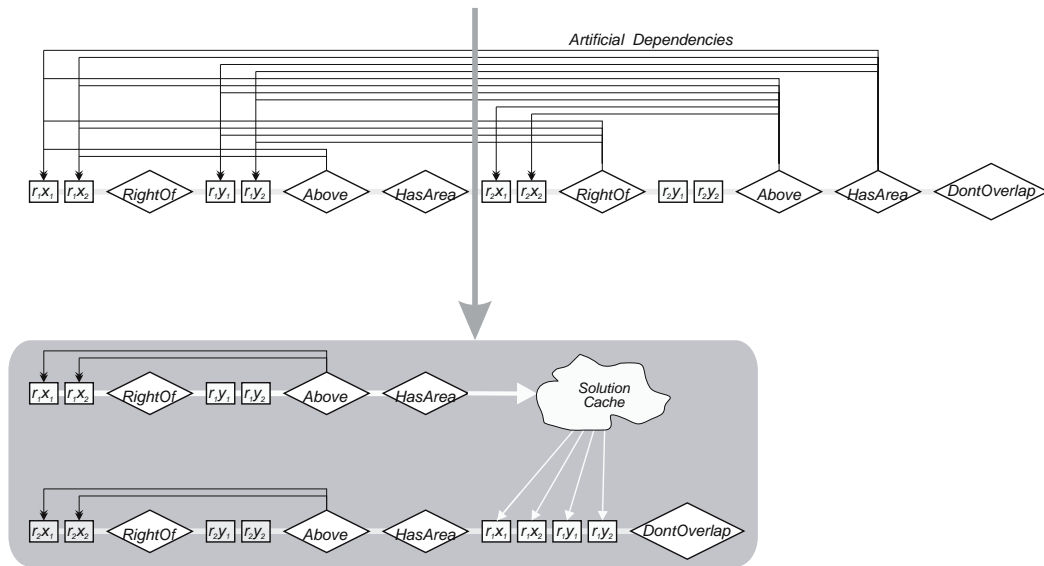 Artificial Dependencies
r₁x₁ r₁x₂ RightOf r₁y₁ r₁y₂ Above HasArea r₂x₁ r₂x₂ RightOf r₂y₁ r₂y₂ Above HasArea DontOverlap
r₁x₁ r₁x₂ RightOf r₁y₁ r₁y₂ Above HasArea Solution
Cache
r₂x₁ r₂x₂ RightOf r₂y₁ r₂y₂ Above HasArea r₁x₁ r₁x₂ r₁y₁ r₁y₂ DontOverlap